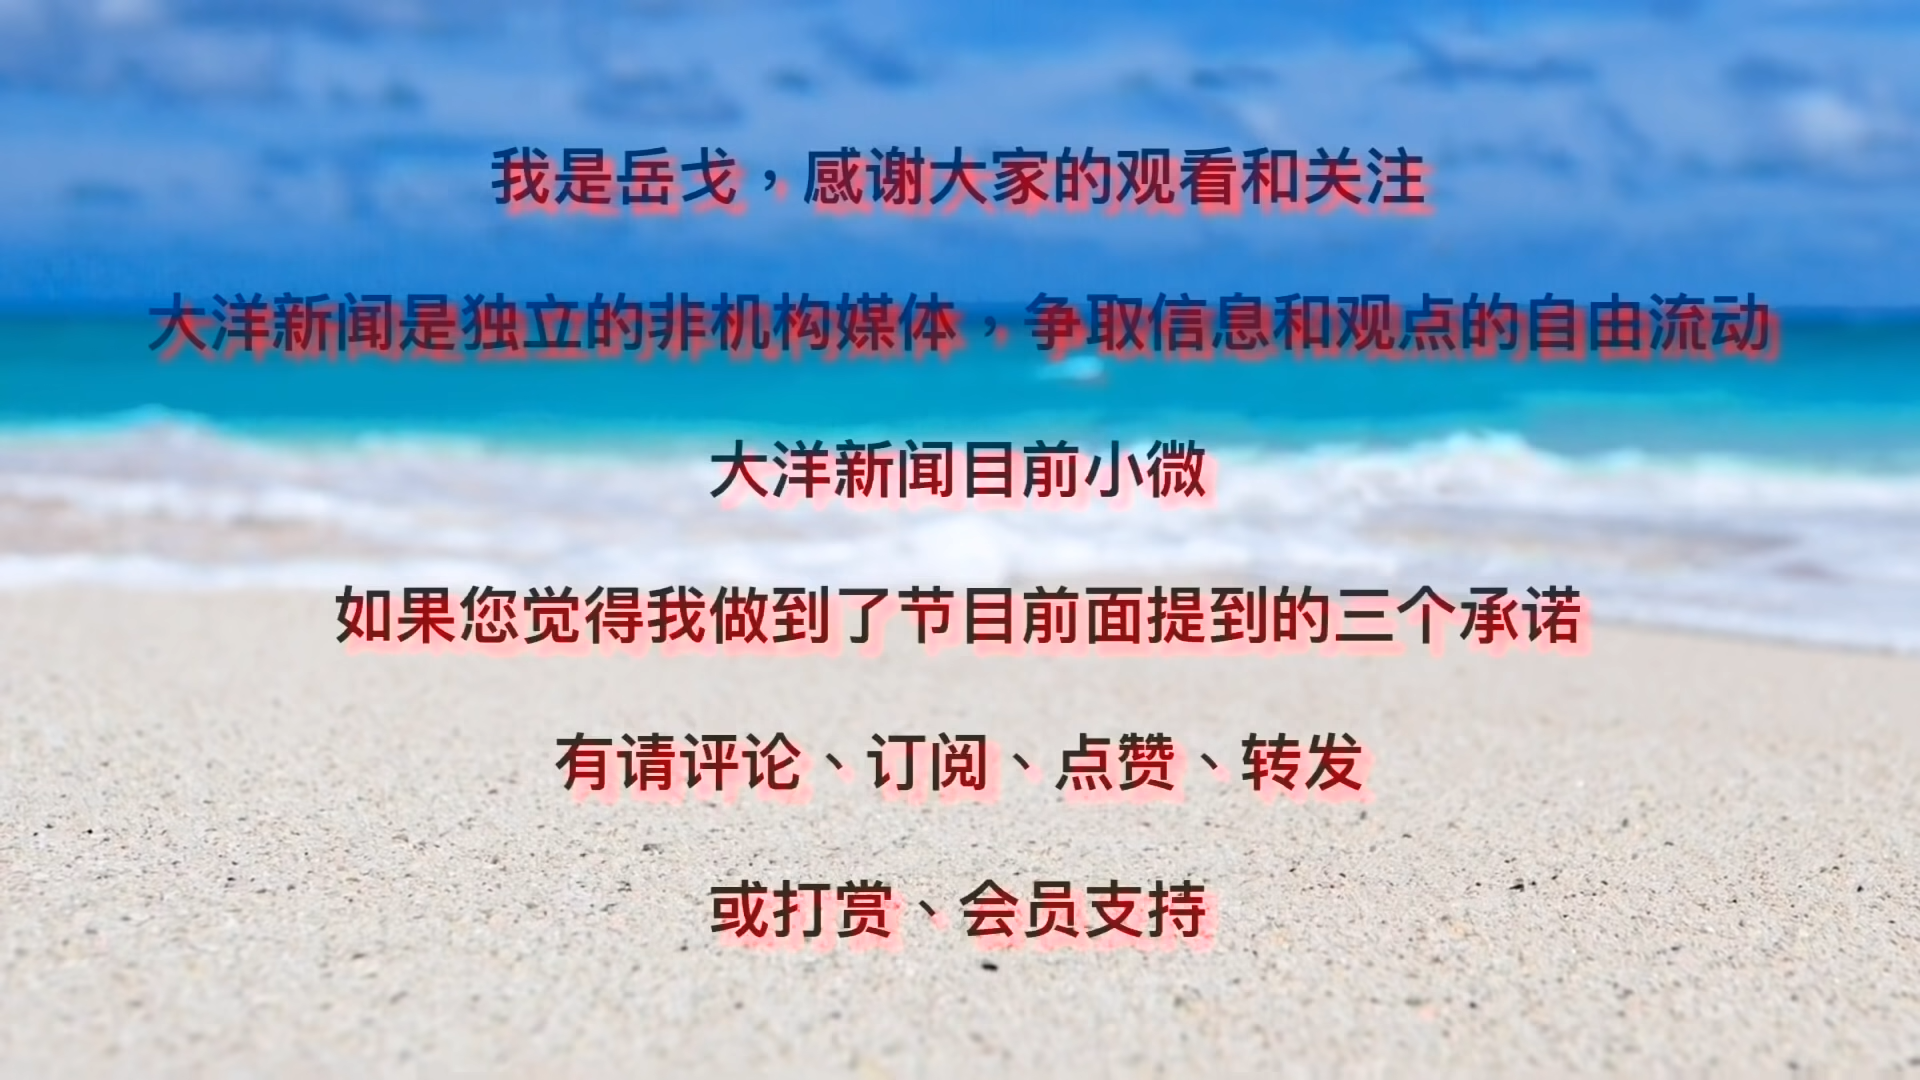 我是岳戈，感谢大家的观看和关注
大洋新闻是独立的非机构媒体，争取信息和观点的自由流动
大洋新闻目前小微
如果您觉得我做到了节目前面提到的三个承诺
有请评论、订阅、点赞、转发
或打赏、会员支持